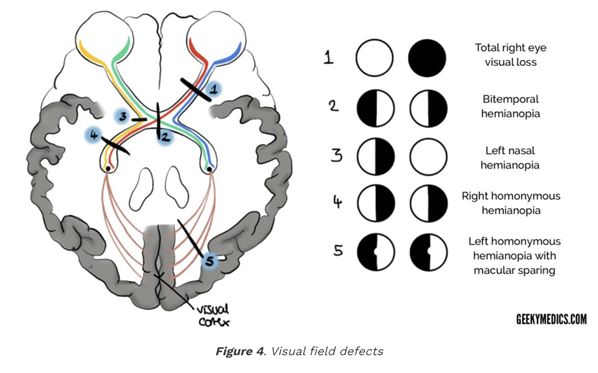 1
Total right eye
visual loss
2
Bitemporal
hemianopia
3
Left nasal
hemianopia
4
Right homonymous
hemianopia
5
Left homonymous
hemianopia with
macular sparing
1
3
2
4
5
visual
cortex
GEEKYMEDICS.COM
Figure 4. Visual field defects